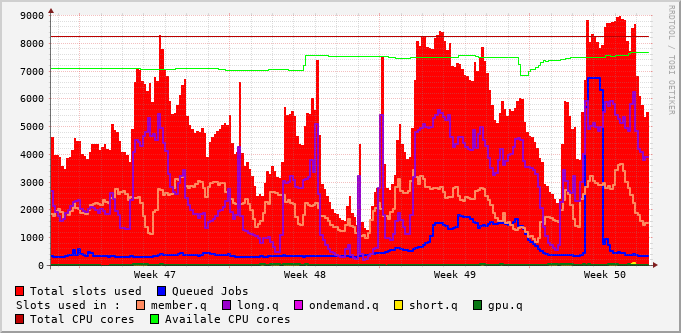 9000
8000
7000
6000
5000
4000
3000
2000
1000
0
Week 47 Week 48 Week 49 Week 50
Total slots used Queued Jobs
Slots used in : member.q long.q ondemand.q short.q gpu.q
Total CPU cores Availale CPU cores
RRDTOOL / TOBI OETIKER